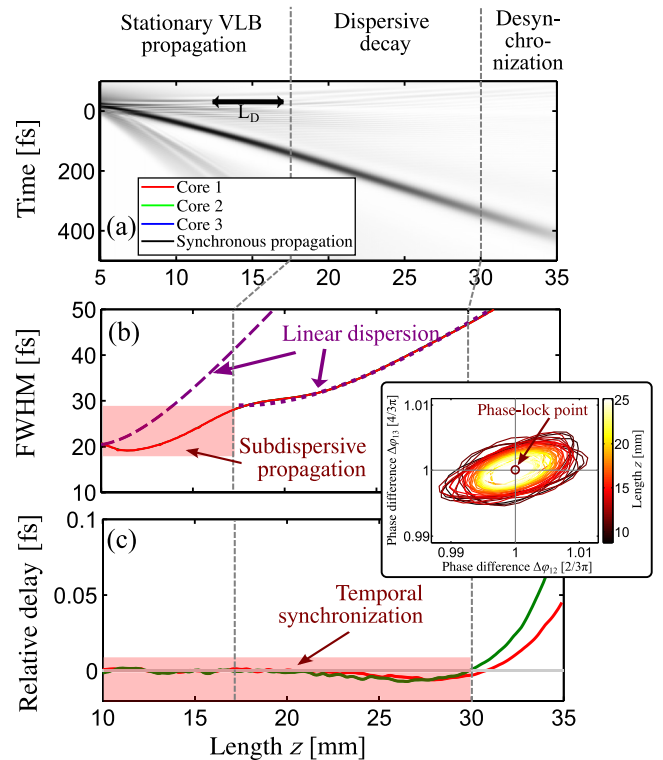 Stationary VLB
propagation
Dispersive
decay
Desyn-
chro-
nization
Time [fs]
0
200
400
L_D
Core 1
Core 2
Core 3
Synchronous propagation
(a)
5 10 15 20 25 30 35
FWHM [fs]
50
40
30
20
10
(b)
Linear dispersion
Subdispersive
propagation
Phase difference Δφ₁₃ [4/3π]
1.01
1
0.99
Phase-lock point
0.99 1 1.01
Phase difference Δφ₁₂ [2/3π]
25
20
15
10
Length z [mm]
Relative delay [fs]
0.1
0.05
0
(c)
Temporal
synchronization
10 15 20 25 30 35
Length z [mm]